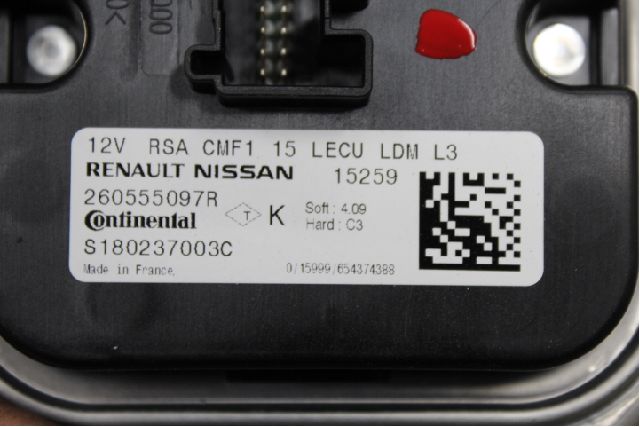 12V RSA CMF1 15 LECU LDM L3
RENAULT NISSAN 15259
260555097R
Continental T K Soft : 4.09
Hard : C3
S180237003C
Made in France. 0/15999/654374388